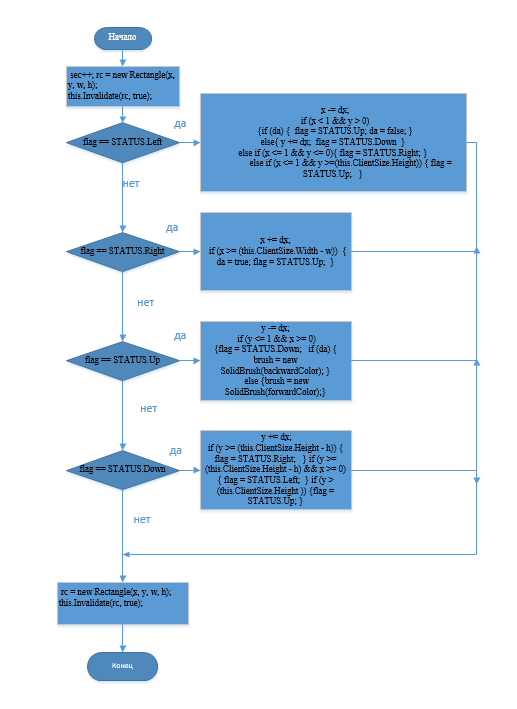 Начало
sec++; rc = new Rectangle(x,
y, w, h);
this.Invalidate(rc, true);
flag == STATUS.Left
да
x -= dx;
if (x < 1 && y > 0)
{if (da) { flag = STATUS.Up; da = false; }
else{ y += dx; flag = STATUS.Down }
else if (x <= 1 && y <= 0){ flag = STATUS.Right; }
else if (x <= 1 && y >=(this.ClientSize.Height)) { flag =
STATUS.Up; }
нет
flag == STATUS.Right
да
x += dx;
if (x >= (this.ClientSize.Width - w)) {
da = true; flag = STATUS.Up; }
нет
flag == STATUS.Up
да
y -= dx;
if (y <= 1 && x >= 0)
{flag = STATUS.Down; if (da) {
brush = new
SolidBrush(backwardColor); }
else {brush = new
SolidBrush(forwardColor);}
нет
flag == STATUS.Down
да
y += dx;
if (y >= (this.ClientSize.Height - h)) {
flag = STATUS.Right; } if (y >=
(this.ClientSize.Height - h) && x >= 0)
{ flag = STATUS.Left; } if (y >
(this.ClientSize.Height )) {flag =
STATUS.Up; }
нет
rc = new Rectangle(x, y, w, h);
this.Invalidate(rc, true);
Конец